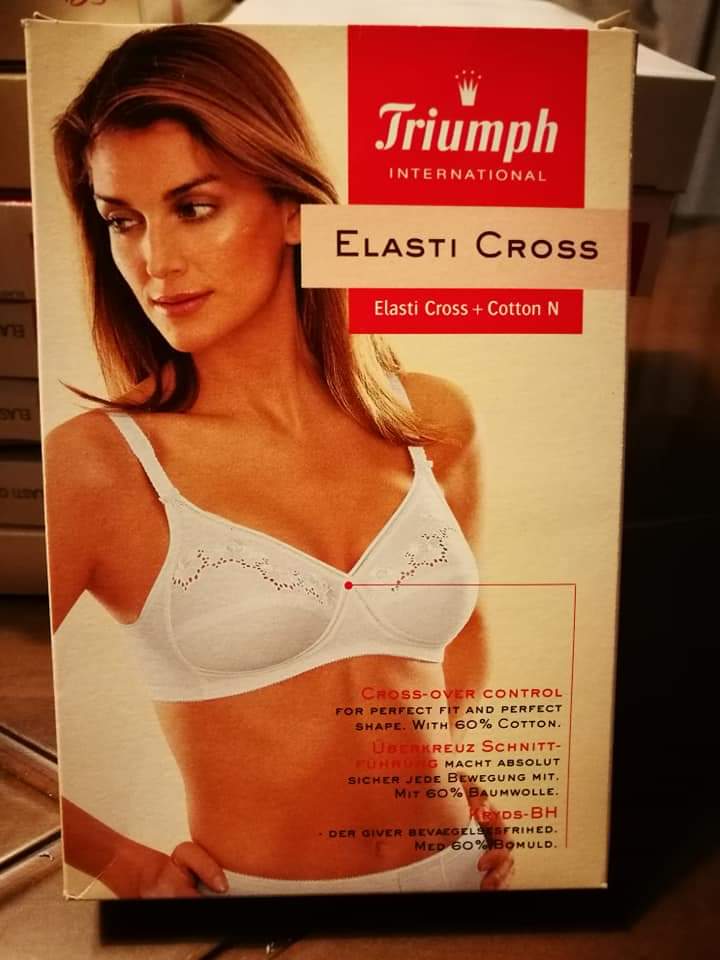 Triumph
INTERNATIONAL
ELASTI CROSS
Elasti Cross + Cotton N
CROSS-OVER CONTROL
FOR PERFECT FIT AND PERFECT
SHAPE. WITH 60% COTTON.
ÜBERKREUZ SCHNITT-
FÜHRUNG MACHT ABSOLUT
SICHER JEDE BEWEGUNG MIT.
MIT 60% BAUMWOLLE.
KRYDS-BH
- DER GIVER BEVAEGELSESFRIHED.
MED 60% BOMULD.